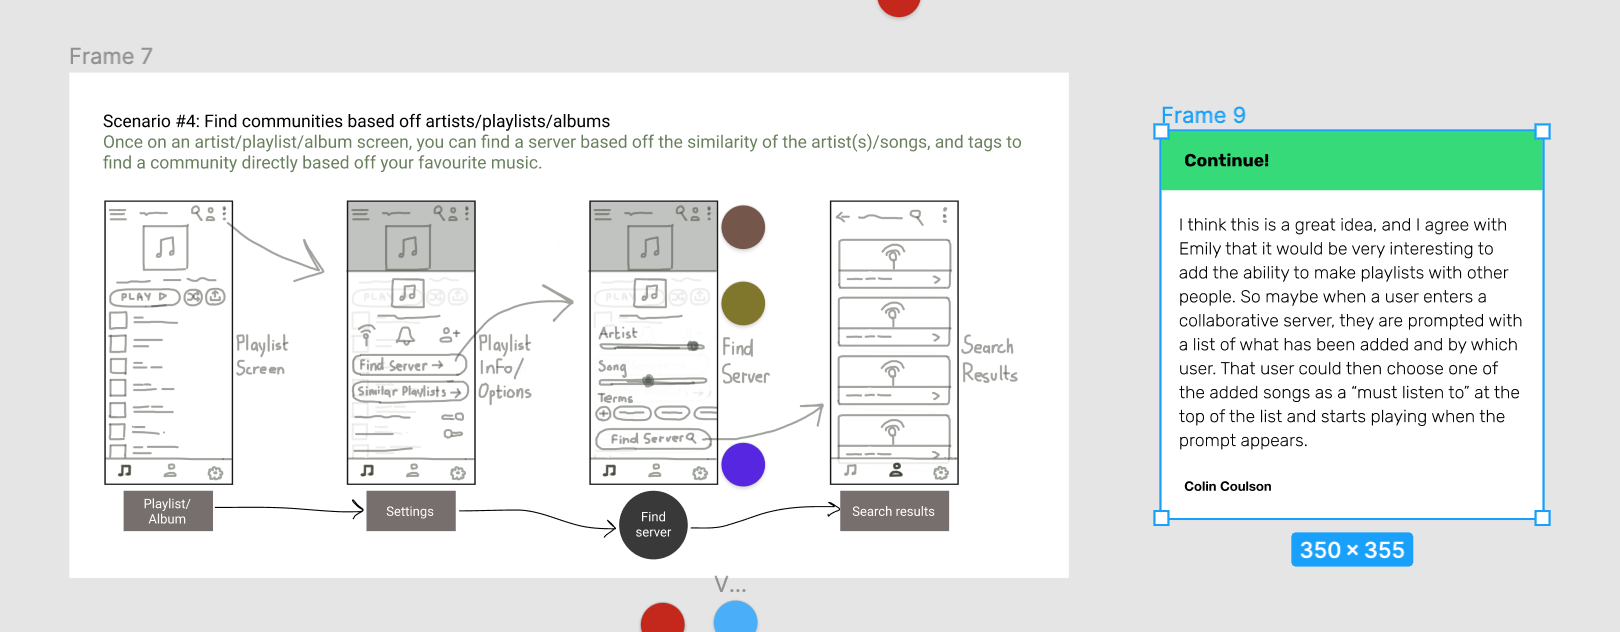 Frame 7
Scenario #4: Find communities based off artists/playlists/albums
Once on an artist/playlist/album screen, you can find a server based off the similarity of the artist(s)/songs, and tags to
find a community directly based off your favourite music.
PLAY
Playlist
Screen
PLAY
Find Server →
Similar Playlists →
Playlist
Info/
Options
Artist
Song
Terms
Find Server
Find
Server
Search
Results
Playlist/
Album
Settings
Find
server
Search results
V...
Frame 9
Continue!
I think this is a great idea, and I agree with
Emily that it would be very interesting to
add the ability to make playlists with other
people. So maybe when a user enters a
collaborative server, they are prompted with
a list of what has been added and by which
user. That user could then choose one of
the added songs as a “must listen to” at the
top of the list and starts playing when the
prompt appears.
Colin Coulson
350 × 355